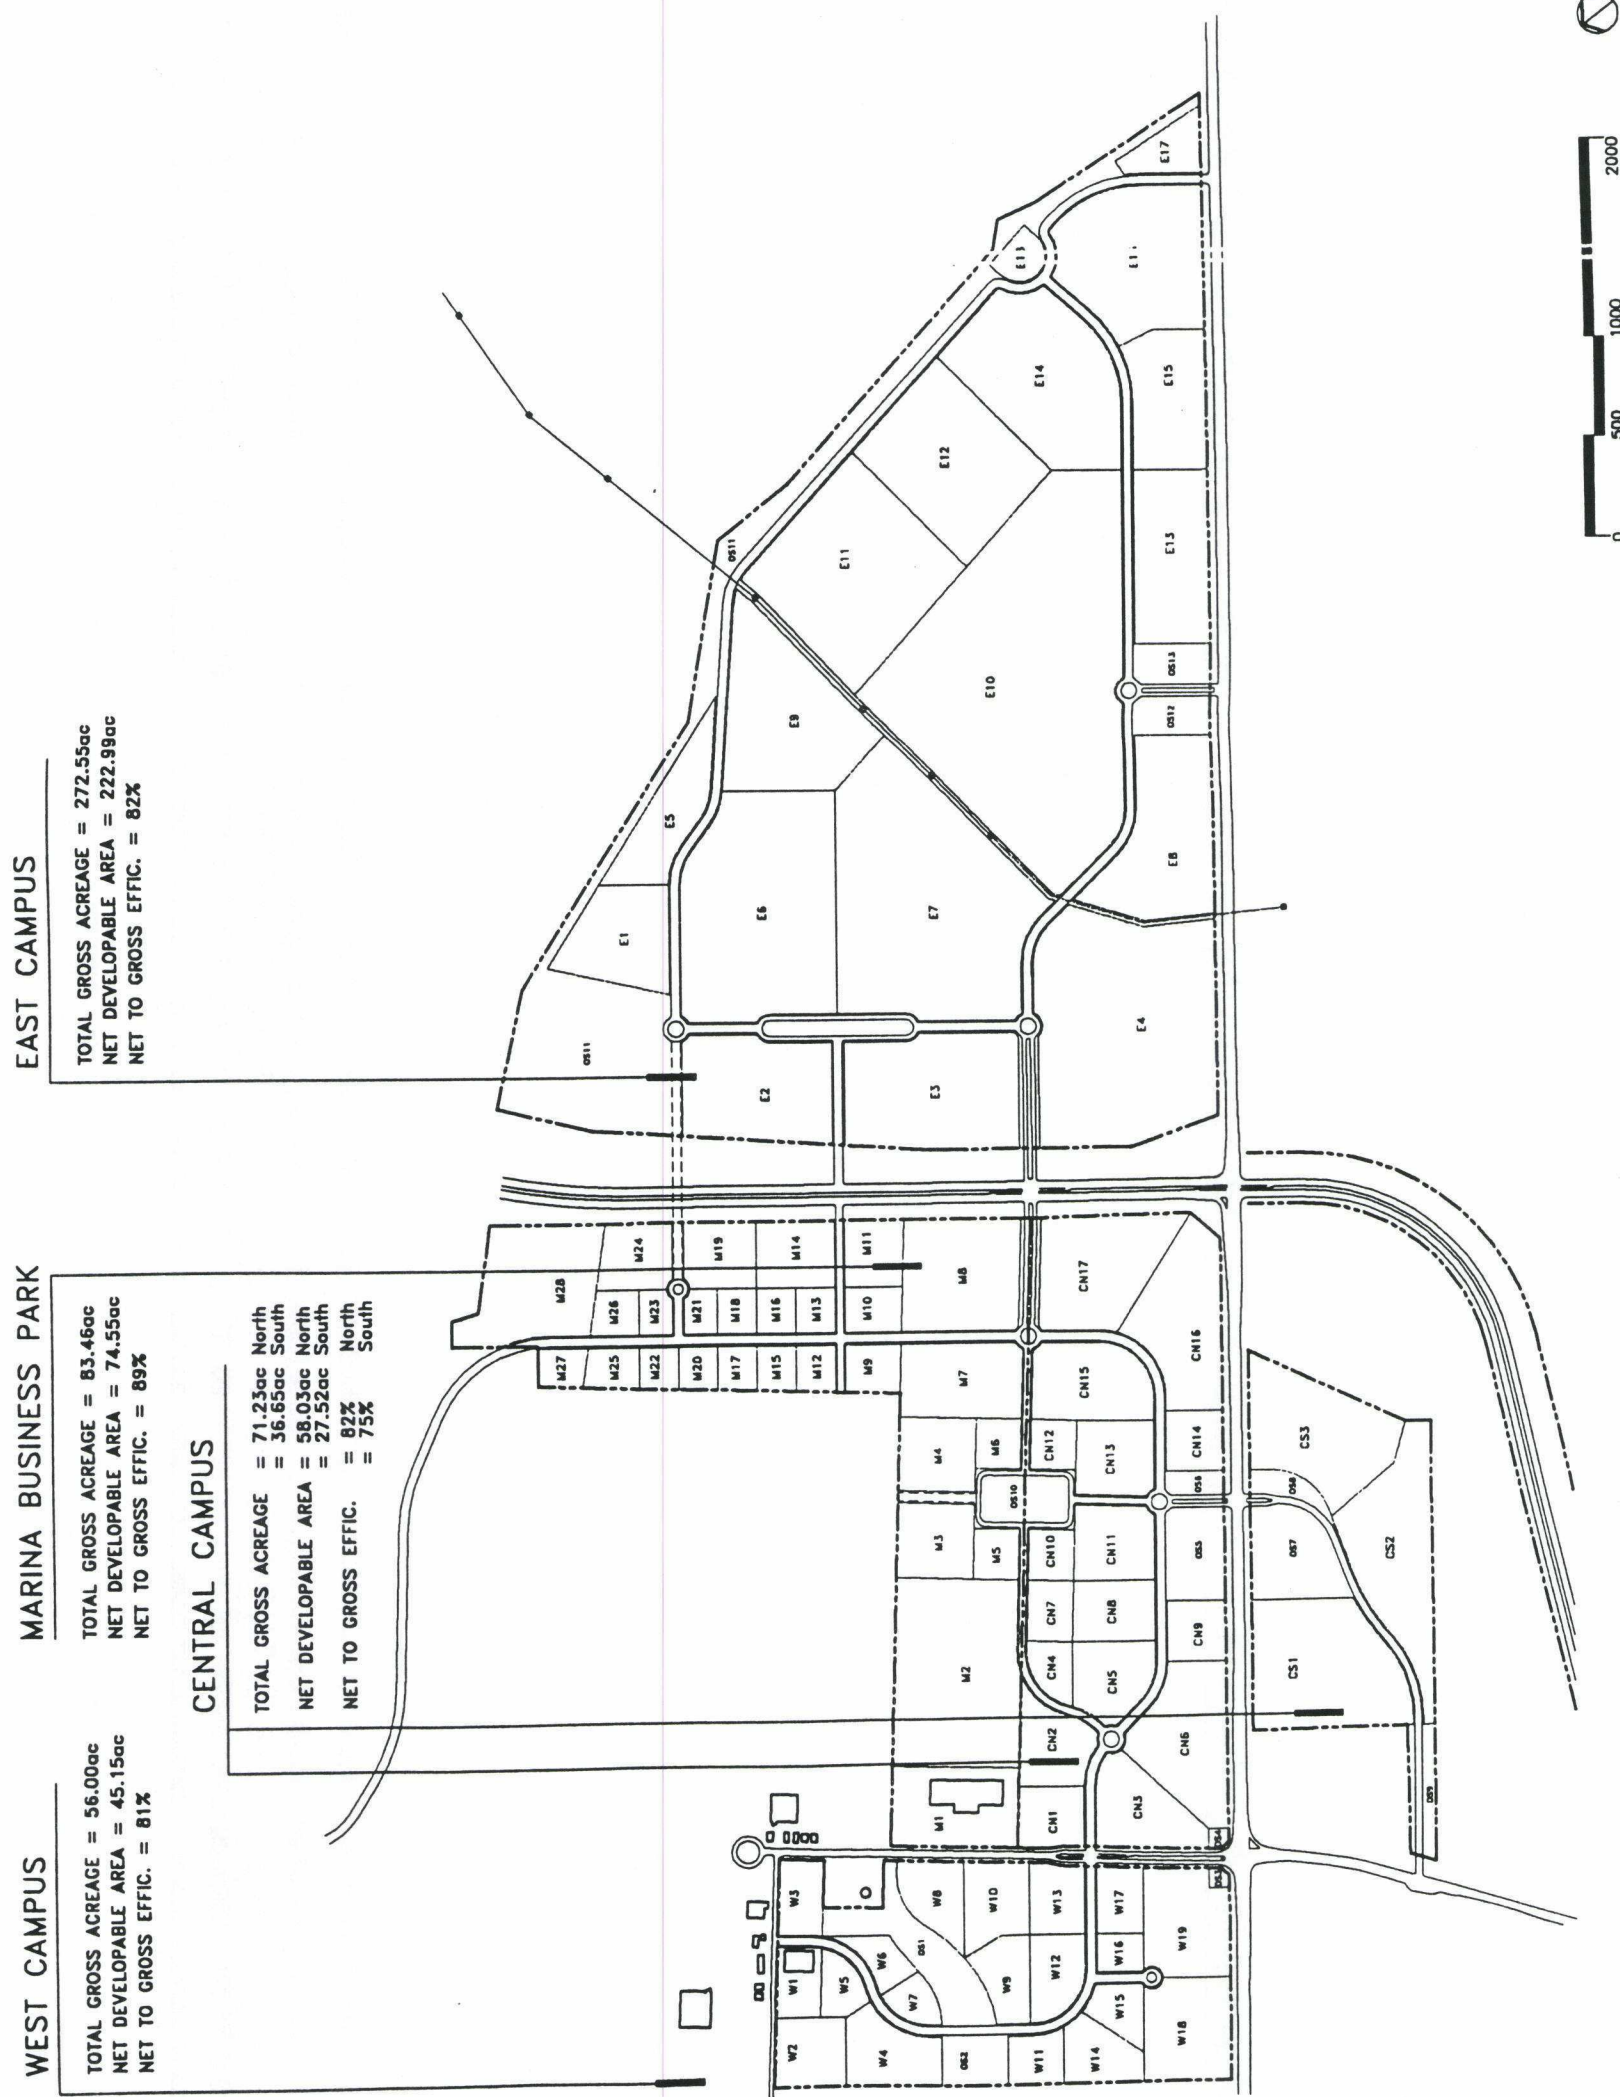 WEST CAMPUS
TOTAL GROSS ACREAGE = 56.00ac
NET DEVELOPABLE AREA = 45.15ac
NET TO GROSS EFFIC. = 81%
MARINA BUSINESS PARK
TOTAL GROSS ACREAGE = 83.46ac
NET DEVELOPABLE AREA = 74.55ac
NET TO GROSS EFFIC. = 89%
CENTRAL CAMPUS
TOTAL GROSS ACREAGE = 71.23ac North
= 36.65ac South
NET DEVELOPABLE AREA = 58.03ac North
= 27.52ac South
NET TO GROSS EFFIC. = 82% North
= 75% South
EAST CAMPUS
TOTAL GROSS ACREAGE = 272.55ac
NET DEVELOPABLE AREA = 222.99ac
NET TO GROSS EFFIC. = 82%
W1
W2
W3
W4
W5
W6
W7
W8
W9
W10
W11
W12
W13
W14
W15
W16
W17
W18
W19
OS1
OS2
OS3
OS4
M1
M2
M3
M4
M5
M6
M7
M8
M9
M10
M11
M12
M13
M14
M15
M16
M17
M18
M19
M20
M21
M22
M23
M24
M25
M26
M27
M28
OS10
CN1
CN2
CN3
CN4
CN5
CN6
CN7
CN8
CN9
CN10
CN11
CN12
CN13
CN14
CN15
CN16
CN17
OS5
OS6
CS1
CS2
CS3
OS7
OS8
OS9
OS11
E1
E2
E3
E4
E5
E6
E7
E8
E9
E10
E11
OS11
E12
E13
E14
E15
E17
OS12
OS13
0
500
1000
2000